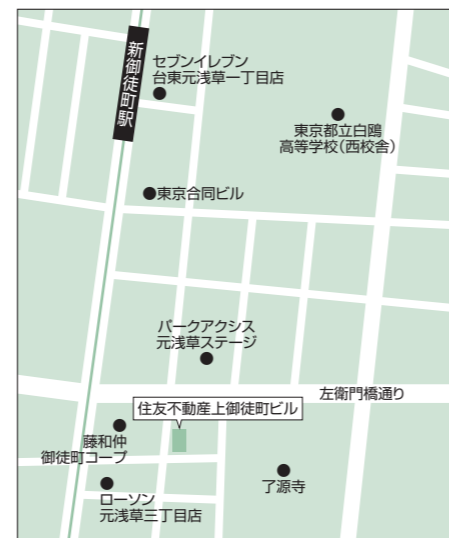 新御徒町駅
セブンイレブン
台東元浅草一丁目店
東京都立白鴎
高等学校（西校舎）
東京合同ビル
パークアクシス
元浅草ステージ
左衛門橋通り
住友不動産上御徒町ビル
藤和仲
御徒町コープ
ローソン
元浅草三丁目店
了源寺